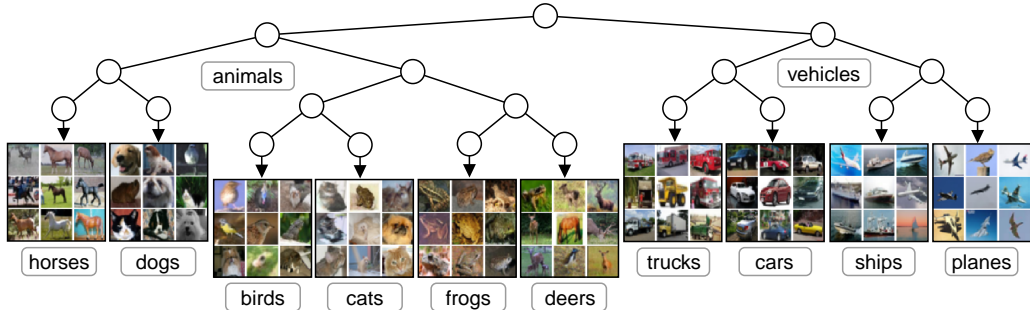 animals
vehicles
horses
dogs
trucks
cars
ships
planes
birds
cats
frogs
deers